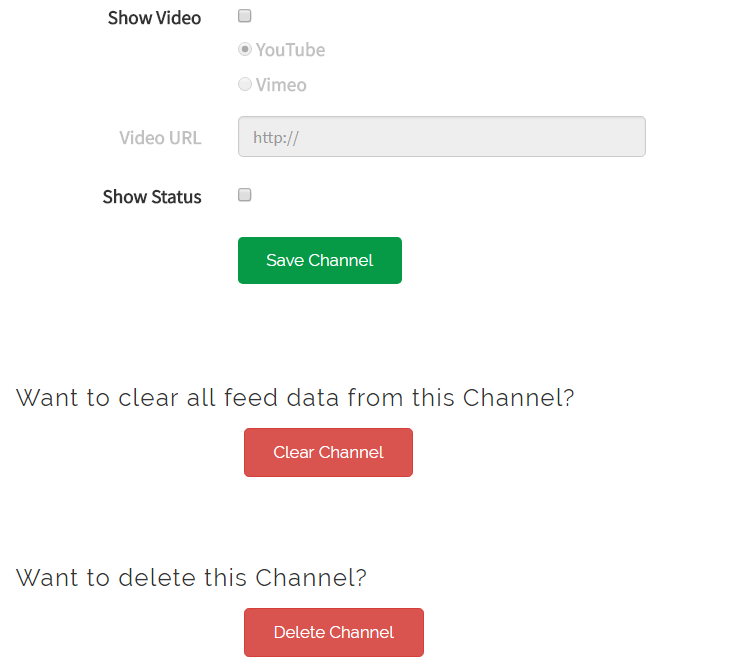 Show Video
YouTube
Vimeo
Video URL
http://
Show Status
Save Channel
Want to clear all feed data from this Channel?
Clear Channel
Want to delete this Channel?
Delete Channel